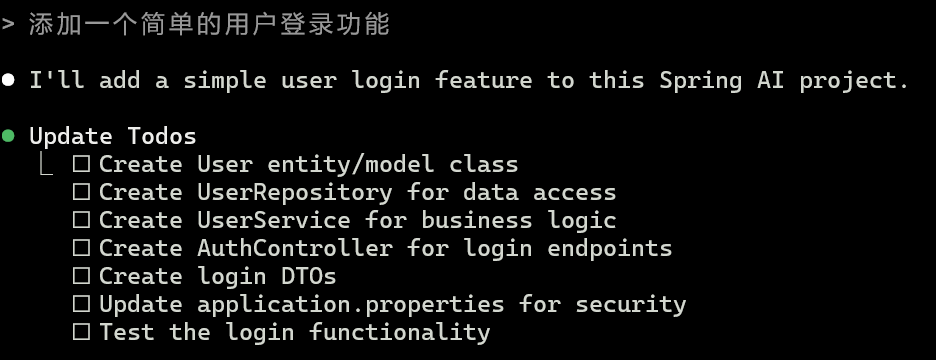 > 添加一个简单的用户登录功能
● I'll add a simple user login feature to this Spring AI project.
● Update Todos
⎿ ☐ Create User entity/model class
☐ Create UserRepository for data access
☐ Create UserService for business logic
☐ Create AuthController for login endpoints
☐ Create login DTOs
☐ Update application.properties for security
☐ Test the login functionality